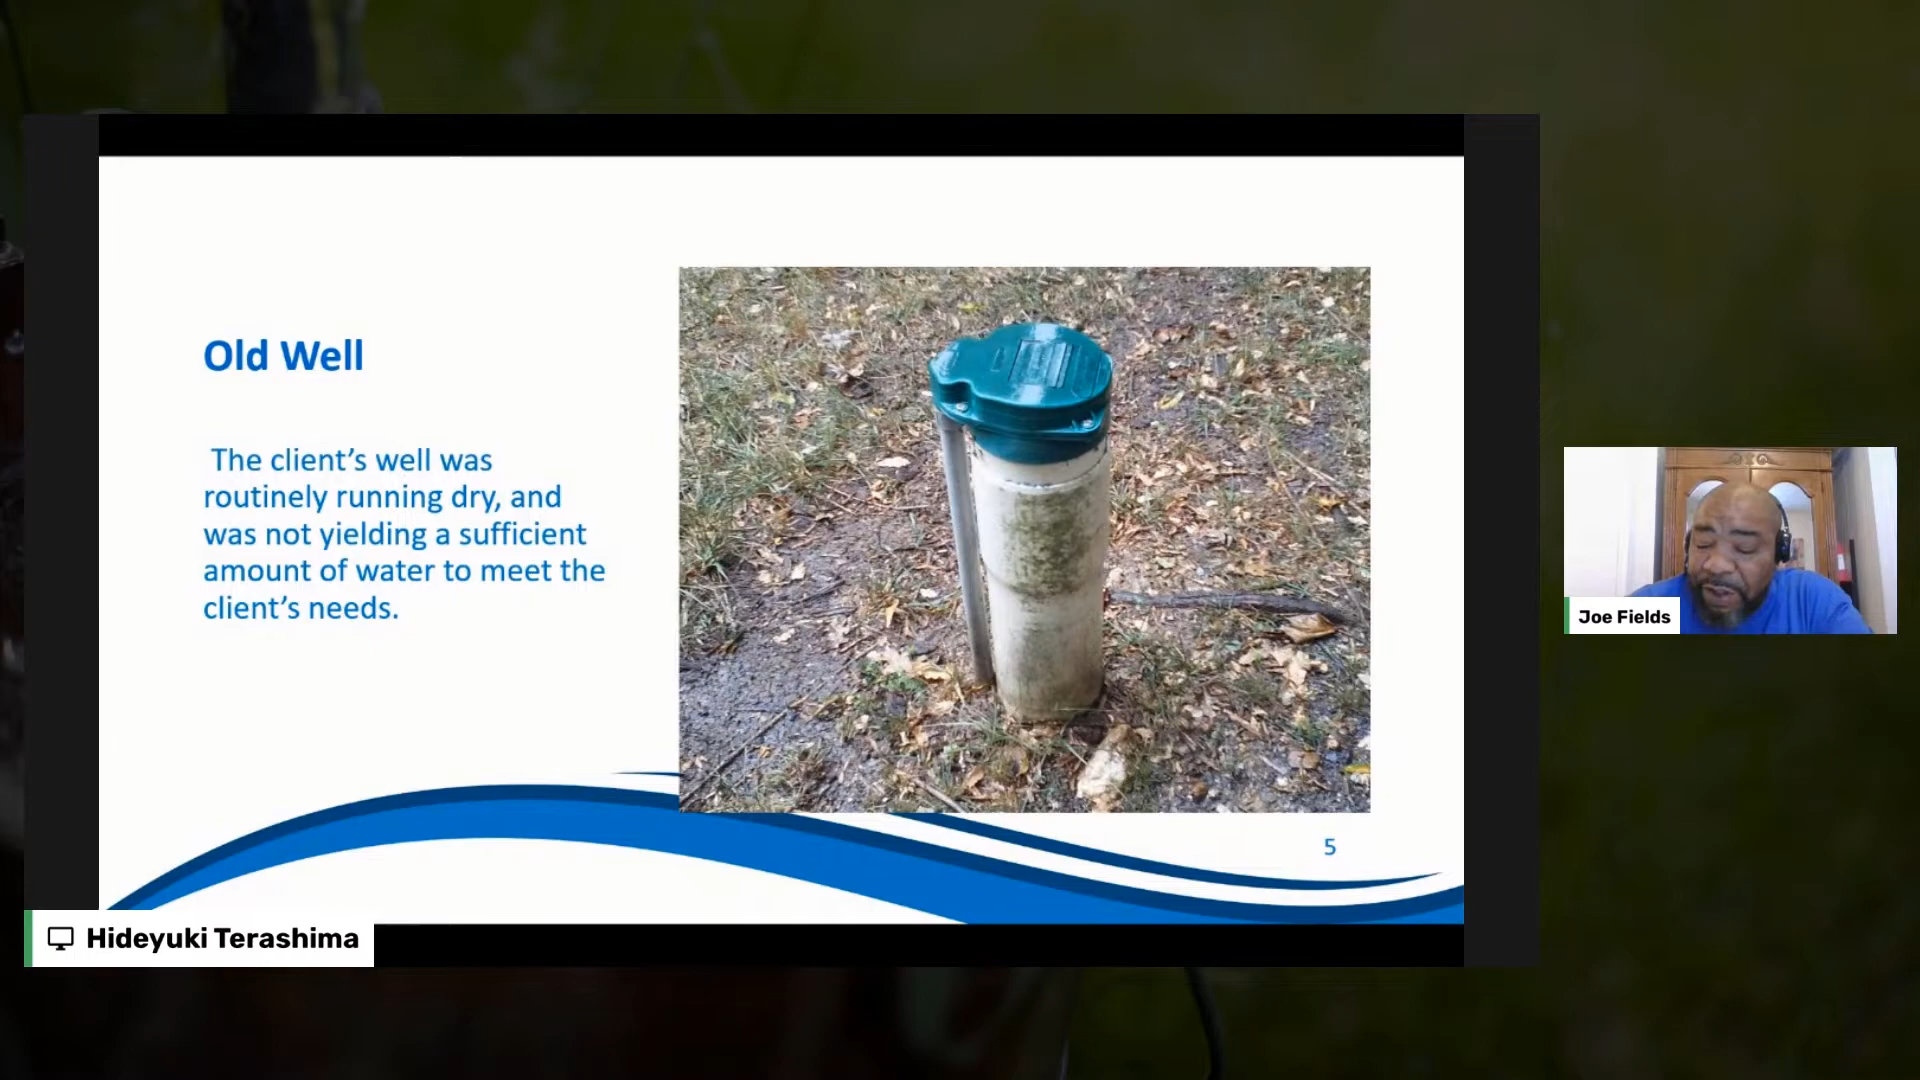 Old Well
The client’s well was
routinely running dry, and
was not yielding a sufficient
amount of water to meet the
client’s needs.
5
Hideyuki Terashima
Joe Fields